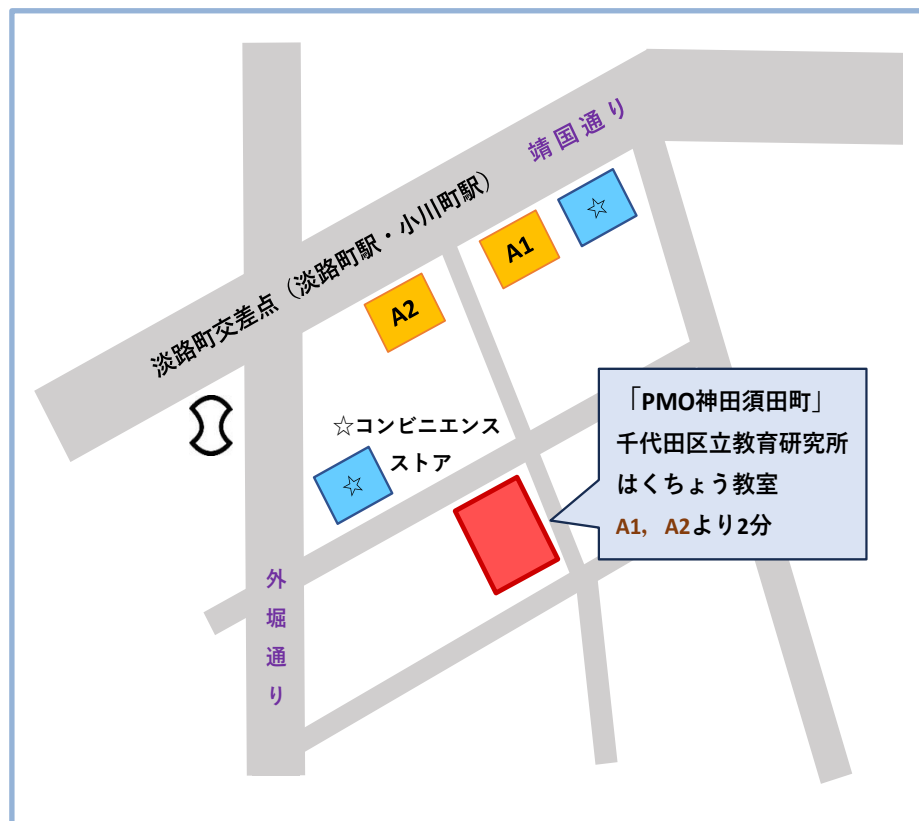 靖国通り
淡路町交差点（淡路町駅・小川町駅）
☆
A1
A2
☆コンビニエンス
ストア
☆
「PMO神田須田町」
千代田区立教育研究所
はくちょう教室
A1，A2より2分
外堀通り